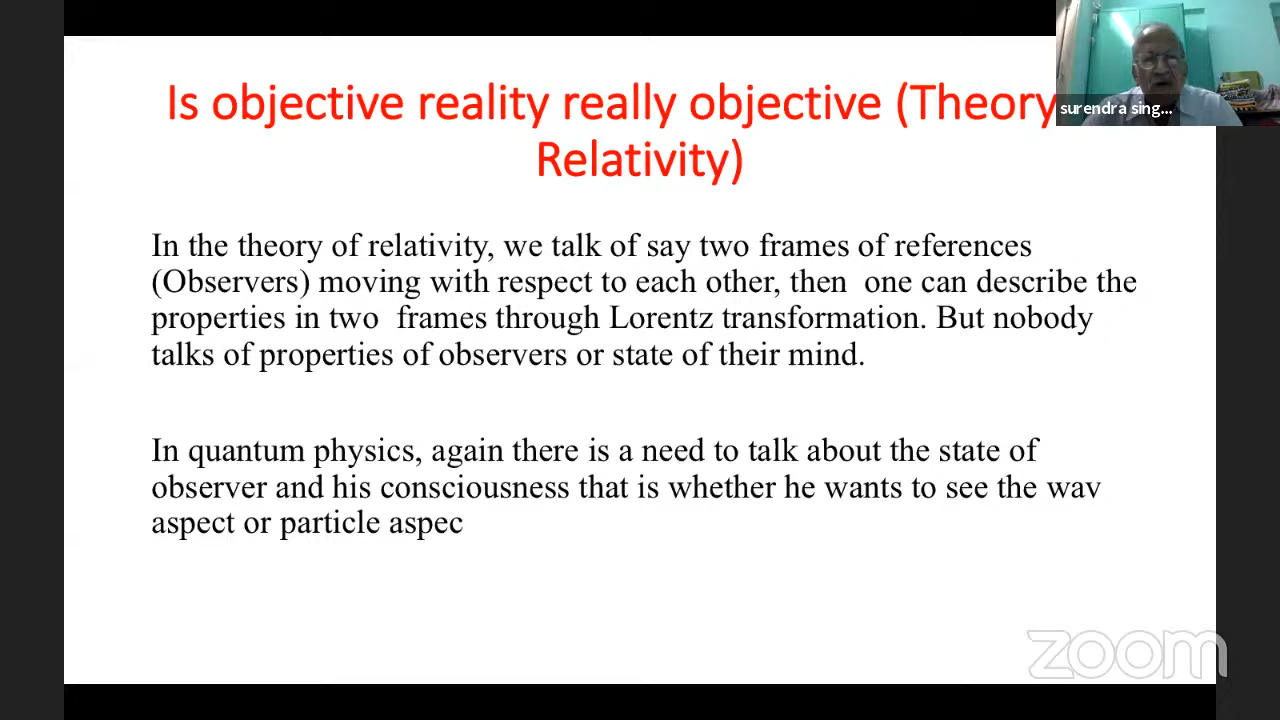 Is objective reality really objective (Theory
Relativity)
surendra sing...
In the theory of relativity, we talk of say two frames of references
(Observers) moving with respect to each other, then one can describe the
properties in two frames through Lorentz transformation. But nobody
talks of properties of observers or state of their mind.
In quantum physics, again there is a need to talk about the state of
observer and his consciousness that is whether he wants to see the wav
aspect or particle aspec
zoom